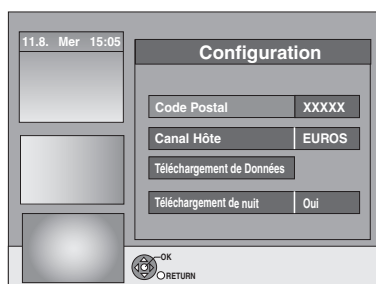 11.8. Mer 15:05
Configuration
Code Postal XXXXX
Canal Hôte EUROS
Téléchargement de Données
Téléchargement de nuit Oui
OK
RETURN